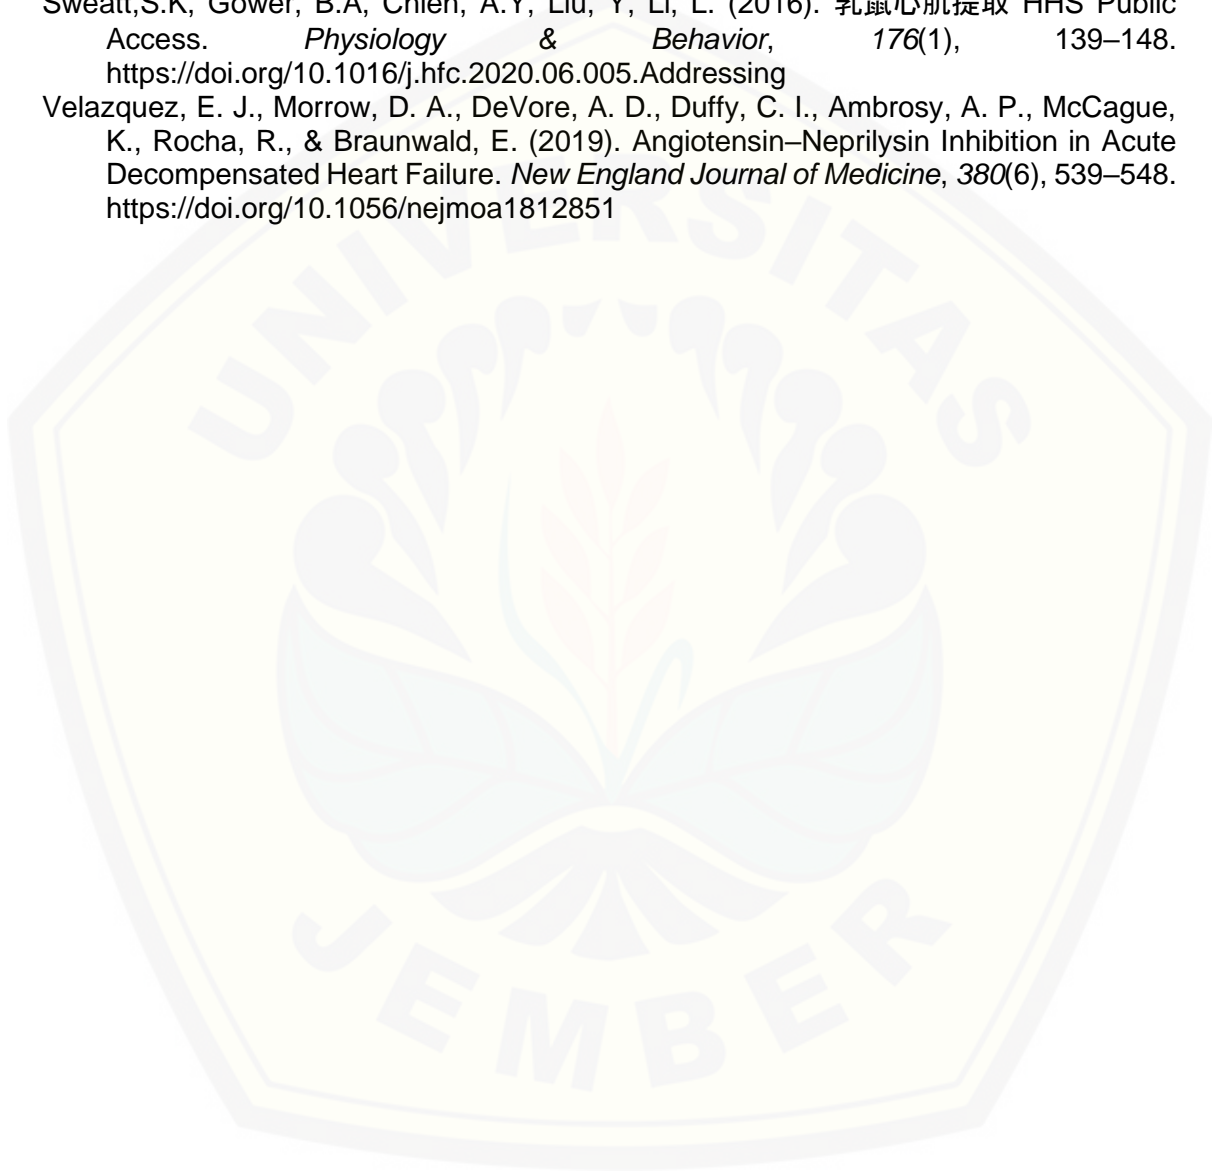 Sweatt,S.K, Gower, B.A, Chieh, A.Y, Liu, Y, Li, L. (2016). 乳鼠心肌提取 HHS Public
Access. Physiology & Behavior, 176(1), 139–148.
https://doi.org/10.1016/j.hfc.2020.06.005.Addressing
Velazquez, E. J., Morrow, D. A., DeVore, A. D., Duffy, C. I., Ambrosy, A. P., McCague,
K., Rocha, R., & Braunwald, E. (2019). Angiotensin–Neprilysin Inhibition in Acute
Decompensated Heart Failure. New England Journal of Medicine, 380(6), 539–548.
https://doi.org/10.1056/nejmoa1812851
UNIVERSITAS
JEMBER